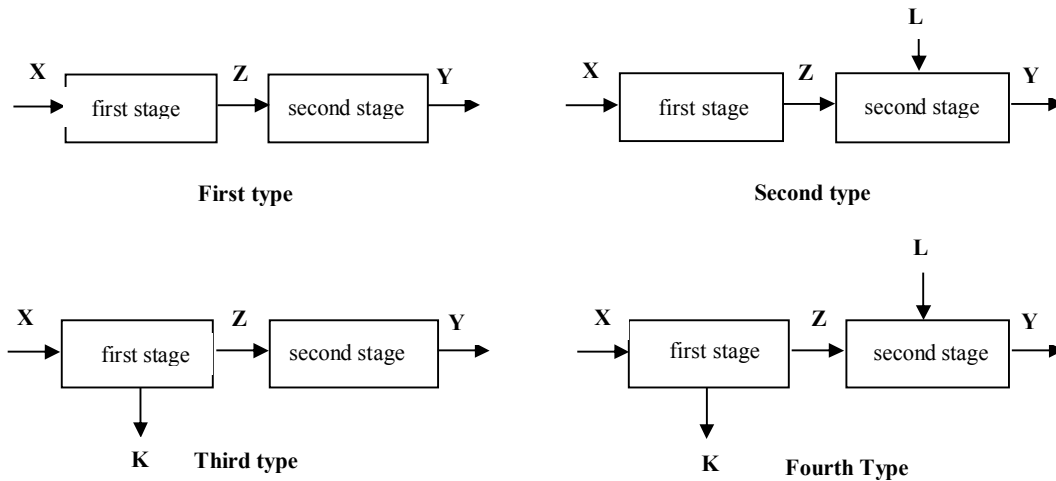 X
first stage
Z
second stage
Y
First type
L
X
first stage
Z
second stage
Y
Second type
X
first stage
Z
second stage
Y
K
Third type
L
X
first stage
Z
second stage
Y
K
Fourth Type